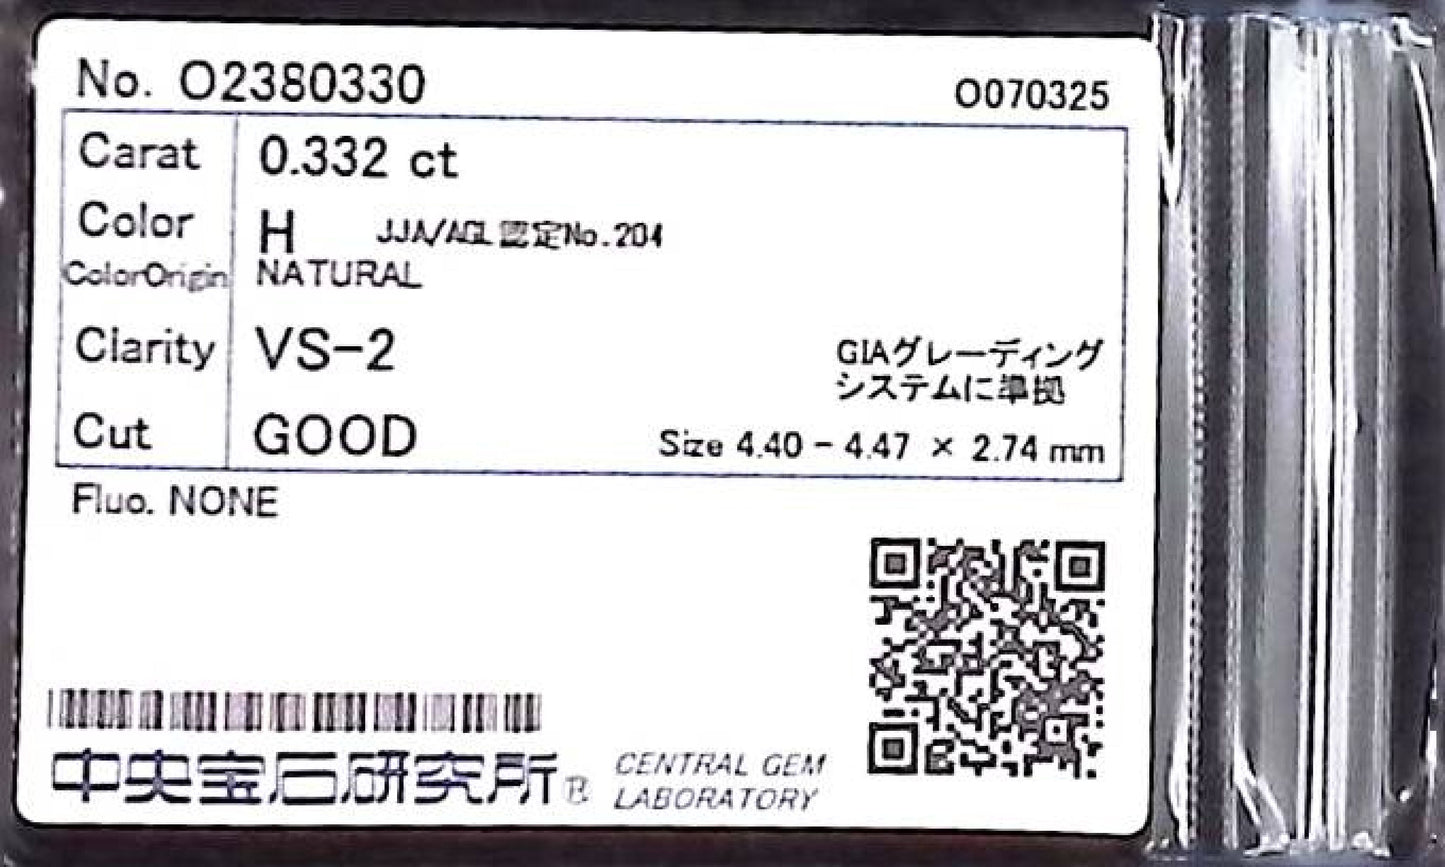 No. O2380330
O070325
Carat 0.332 ct
Color H JJA/AGL認定No.204
ColorOrigin NATURAL
Clarity VS-2
GIAグレーディング
システムに準拠
Cut GOOD Size 4.40 - 4.47 × 2.74 mm
Fluo. NONE
中央宝石研究所® CENTRAL GEM
LABORATORY